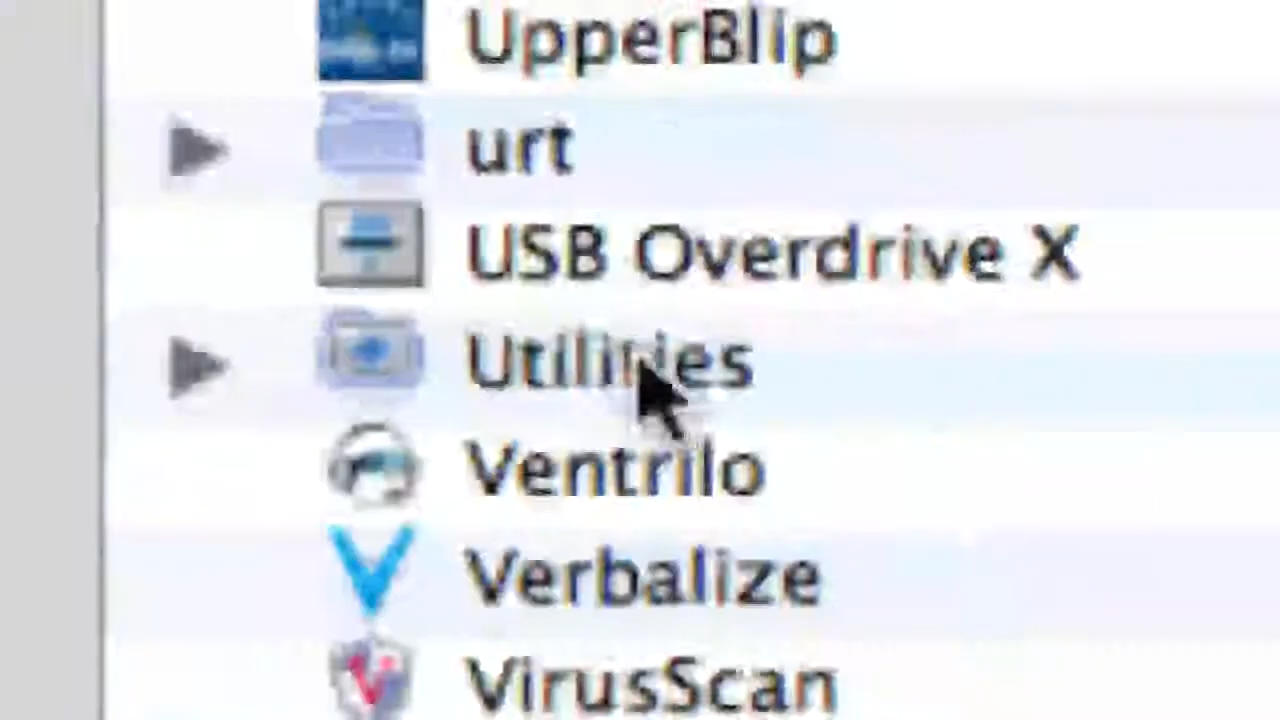 UpperBlip
urt
USB Overdrive X
Utilities
Ventrilo
Verbalize
VirusScan